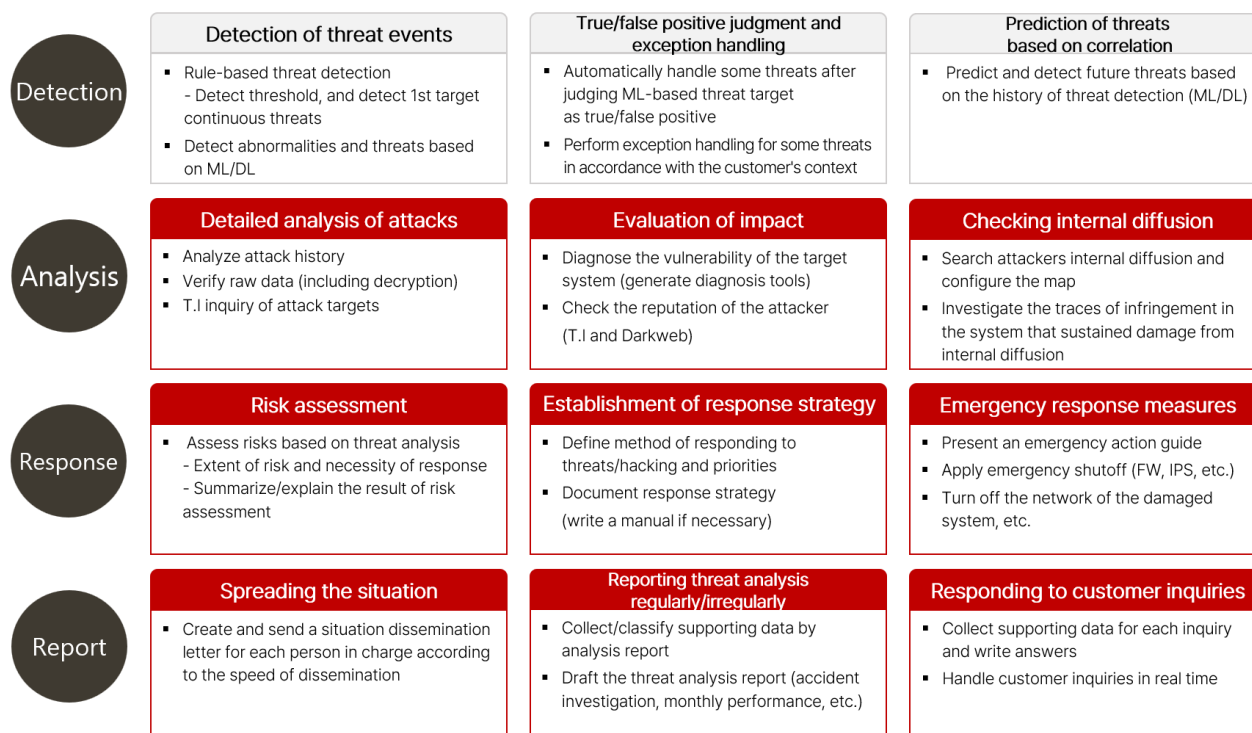 Detection
Detection of threat events
▪ Rule-based threat detection
- Detect threshold, and detect 1st target
continuous threats
▪ Detect abnormalities and threats based
on ML/DL
True/false positive judgment and
exception handling
▪ Automatically handle some threats after
judging ML-based threat target
as true/false positive
▪ Perform exception handling for some threats
in accordance with the customer's context
Prediction of threats
based on correlation
▪ Predict and detect future threats based
on the history of threat detection (ML/DL)
Analysis
Detailed analysis of attacks
▪ Analyze attack history
▪ Verify raw data (including decryption)
▪ T.I inquiry of attack targets
Evaluation of impact
▪ Diagnose the vulnerability of the target
system (generate diagnosis tools)
▪ Check the reputation of the attacker
(T.I and Darkweb)
Checking internal diffusion
▪ Search attackers internal diffusion and
configure the map
▪ Investigate the traces of infringement in
the system that sustained damage from
internal diffusion
Response
Risk assessment
▪ Assess risks based on threat analysis
- Extent of risk and necessity of response
- Summarize/explain the result of risk
assessment
Establishment of response strategy
▪ Define method of responding to
threats/hacking and priorities
▪ Document response strategy
(write a manual if necessary)
Emergency response measures
▪ Present an emergency action guide
▪ Apply emergency shutoff (FW, IPS, etc.)
▪ Turn off the network of the damaged
system, etc.
Report
Spreading the situation
▪ Create and send a situation dissemination
letter for each person in charge according
to the speed of dissemination
Reporting threat analysis
regularly/irregularly
▪ Collect/classify supporting data by
analysis report
▪ Draft the threat analysis report (accident
investigation, monthly performance, etc.)
Responding to customer inquiries
▪ Collect supporting data for each inquiry
and write answers
▪ Handle customer inquiries in real time